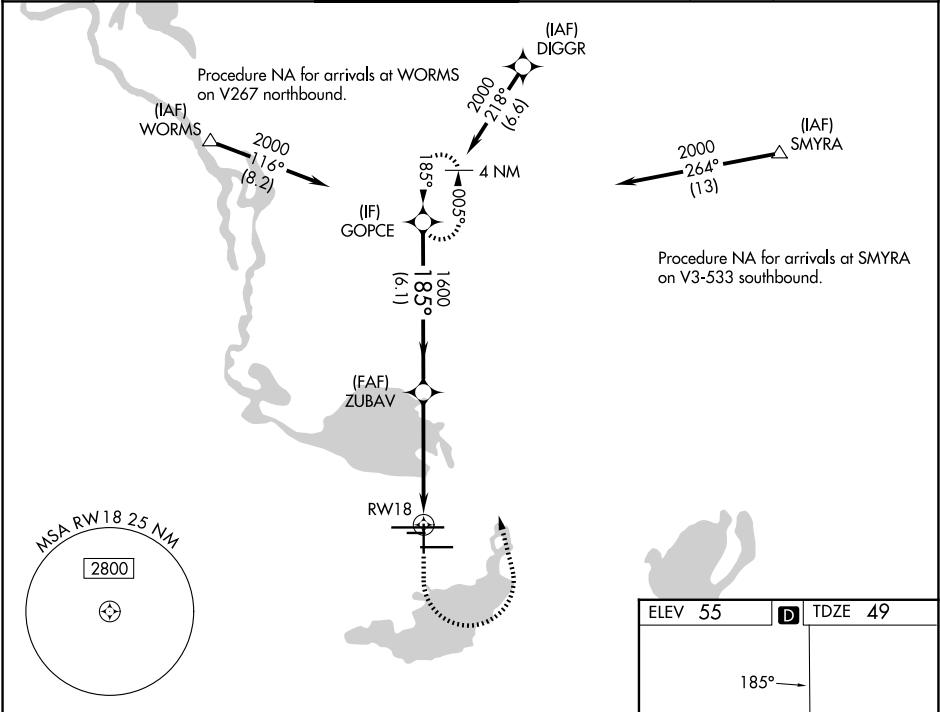 (IAF)
DIGGR
Procedure NA for arrivals at WORMS
on V267 northbound.
2000
218°
(6.6)
(IAF)
WORMS
2000
116°
(8.2)
(IAF)
SMYRA
2000
264°
(13)
185°
4 NM
005°
(IF)
GOPCE
Procedure NA for arrivals at SMYRA
on V3-533 southbound.
1600
185°
(6.1)
(FAF)
ZUBAV
RW18
MSA RW18 25 NM
2800
ELEV 55
D
TDZE 49
185°